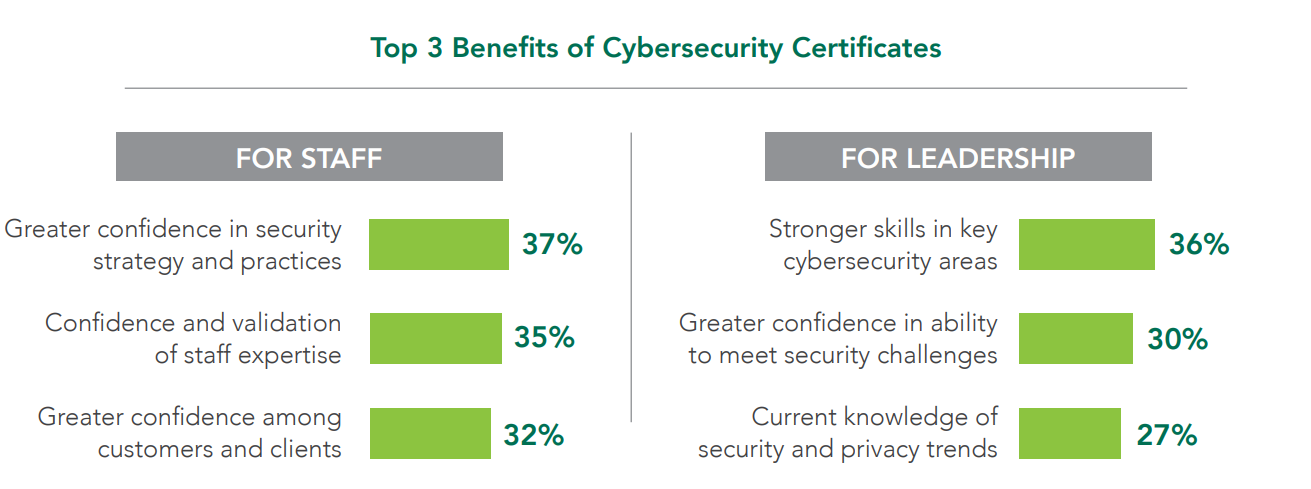 Top 3 Benefits of Cybersecurity Certificates
FOR STAFF
Greater confidence in security
strategy and practices
37%
Confidence and validation
of staff expertise
35%
Greater confidence among
customers and clients
32%
FOR LEADERSHIP
Stronger skills in key
cybersecurity areas
36%
Greater confidence in ability
to meet security challenges
30%
Current knowledge of
security and privacy trends
27%